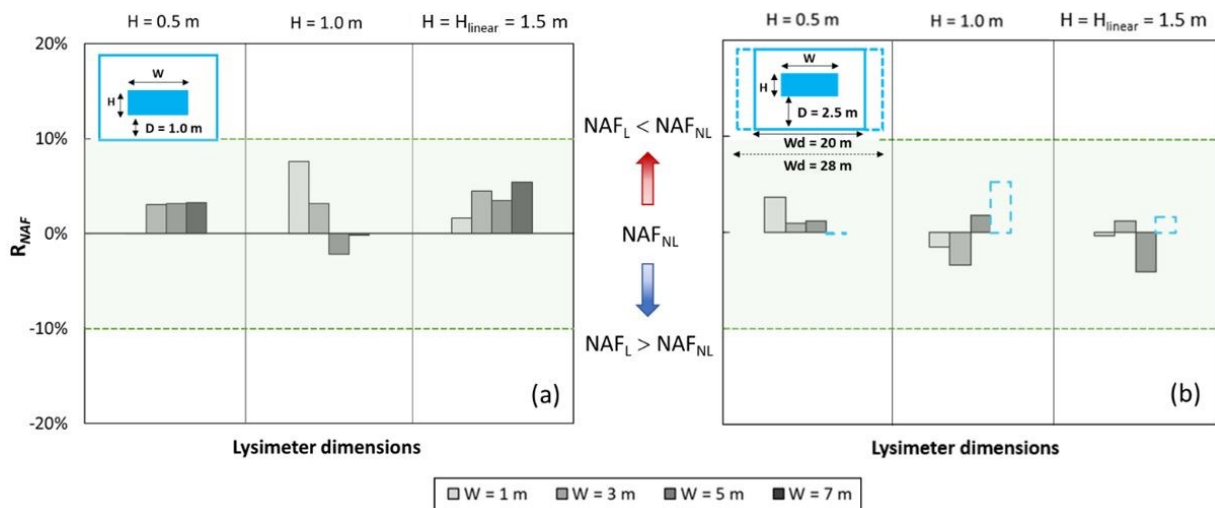 (a)
(b)
H = 0.5 m
H = 1.0 m
H = Hlinear = 1.5 m
H = 0.5 m
H = 1.0 m
H = Hlinear = 1.5 m
20%
10%
0%
-10%
-20%
RNAF
W
H
D = 1.0 m
W
H
D = 2.5 m
Wd = 20 m
Wd = 28 m
NAFL < NAFNL
NAFNL
NAFL > NAFNL
(a)
(b)
Lysimeter dimensions
Lysimeter dimensions
W = 1 m
W = 3 m
W = 5 m
W = 7 m